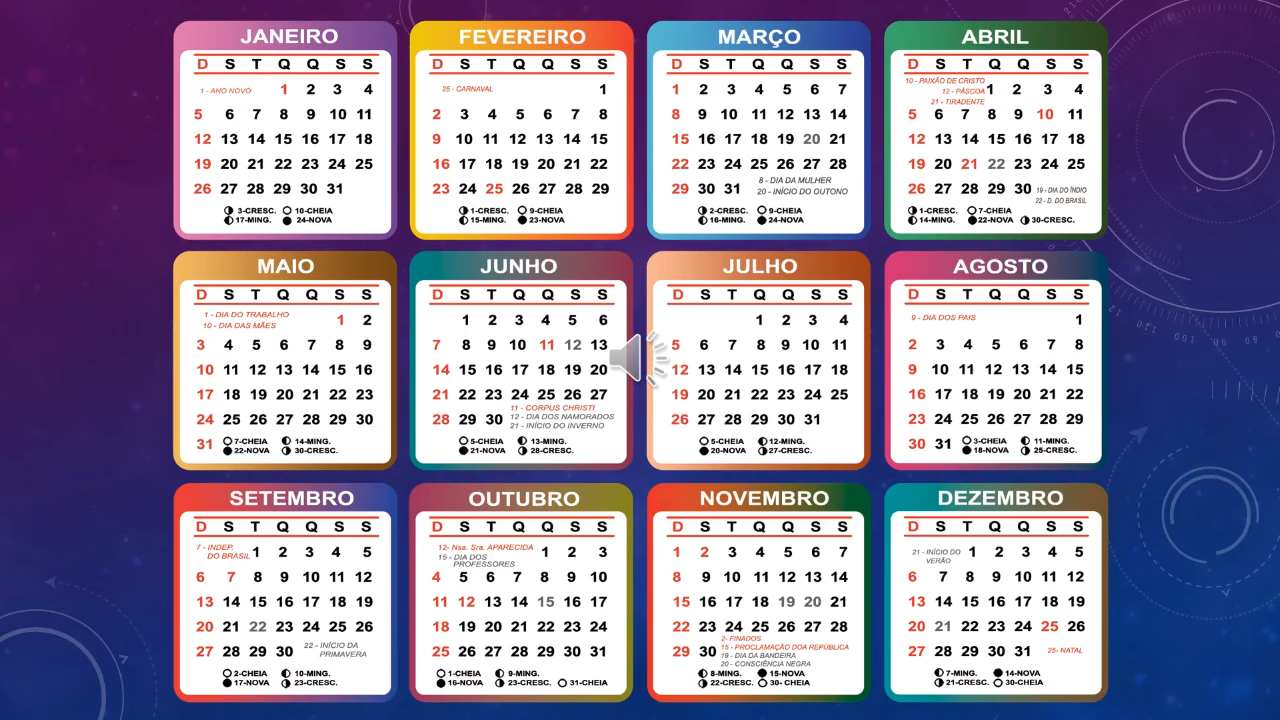 JANEIRO
D S T Q Q S S
1 - ANO NOVO 1 2 3 4
5 6 7 8 9 10 11
12 13 14 15 16 17 18
19 20 21 22 23 24 25
26 27 28 29 30 31
3-CRESC. 10-CHEIA
17-MING. 24-NOVA
FEVEREIRO
D S T Q Q S S
25 - CARNAVAL 1
2 3 4 5 6 7 8
9 10 11 12 13 14 15
16 17 18 19 20 21 22
23 24 25 26 27 28 29
1-CRESC. 9-CHEIA
15-MING. 23-NOVA
MARÇO
D S T Q Q S S
1 2 3 4 5 6 7
8 9 10 11 12 13 14
15 16 17 18 19 20 21
22 23 24 25 26 27 28
8 - DIA DA MULHER
29 30 31 20 - INÍCIO DO OUTONO
2-CRESC. 9-CHEIA
16-MING. 24-NOVA
ABRIL
D S T Q Q S S
10 - PAIXÃO DE CRISTO
12 - PÁSCOA 1 2 3 4
21 - TIRADENTE
5 6 7 8 9 10 11
12 13 14 15 16 17 18
19 20 21 22 23 24 25
26 27 28 29 30 19 - DIA DO ÍNDIO
22 - D. DO BRASIL
1-CRESC. 7-CHEIA
14-MING. 22-NOVA 30-CRESC.
MAIO
D S T Q Q S S
1 - DIA DO TRABALHO 1 2
10 - DIA DAS MÃES
3 4 5 6 7 8 9
10 11 12 13 14 15 16
17 18 19 20 21 22 23
24 25 26 27 28 29 30
31 7-CHEIA 14-MING.
22-NOVA 30-CRESC.
JUNHO
D S T Q Q S S
1 2 3 4 5 6
7 8 9 10 11 12 13
14 15 16 17 18 19 20
21 22 23 24 25 26 27
11 - CORPUS CHRISTI
28 29 30 12 - DIA DOS NAMORADOS
21 - INÍCIO DO INVERNO
5-CHEIA 13-MING.
21-NOVA 28-CRESC.
JULHO
D S T Q Q S S
1 2 3 4
5 6 7 8 9 10 11
12 13 14 15 16 17 18
19 20 21 22 23 24 25
26 27 28 29 30 31
5-CHEIA 12-MING.
20-NOVA 27-CRESC.
AGOSTO
D S T Q Q S S
9 - DIA DOS PAIS 1
2 3 4 5 6 7 8
9 10 11 12 13 14 15
16 17 18 19 20 21 22
23 24 25 26 27 28 29
30 31 3-CHEIA 11-MING.
18-NOVA 25-CRESC.
SETEMBRO
D S T Q Q S S
7 - INDEP. DO BRASIL 1 2 3 4 5
6 7 8 9 10 11 12
13 14 15 16 17 18 19
20 21 22 23 24 25 26
27 28 29 30 22 - INÍCIO DA PRIMAVERA
2-CHEIA 10-MING.
17-NOVA 23-CRESC.
OUTUBRO
D S T Q Q S S
12- Nsa. Sra. APARECIDA 1 2 3
15 - DIA DOS
PROFESSORES
4 5 6 7 8 9 10
11 12 13 14 15 16 17
18 19 20 21 22 23 24
25 26 27 28 29 30 31
1-CHEIA 9-MING.
16-NOVA 23-CRESC. 31-CHEIA
NOVEMBRO
D S T Q Q S S
1 2 3 4 5 6 7
8 9 10 11 12 13 14
15 16 17 18 19 20 21
22 23 24 25 26 27 28
2- FINADOS
29 30 15 - PROCLAMAÇÃO DOA REPÚBLICA
19 - DIA DA BANDEIRA
20 - CONSCIÊNCIA NEGRA
8-MING. 15-NOVA
22-CRESC. 30- CHEIA
DEZEMBRO
D S T Q Q S S
21 - INÍCIO DO VERÃO 1 2 3 4 5
6 7 8 9 10 11 12
13 14 15 16 17 18 19
20 21 22 23 24 25 26
27 28 29 30 31 25- NATAL
7-MING. 14-NOVA
21-CRESC. 30-CHEIA